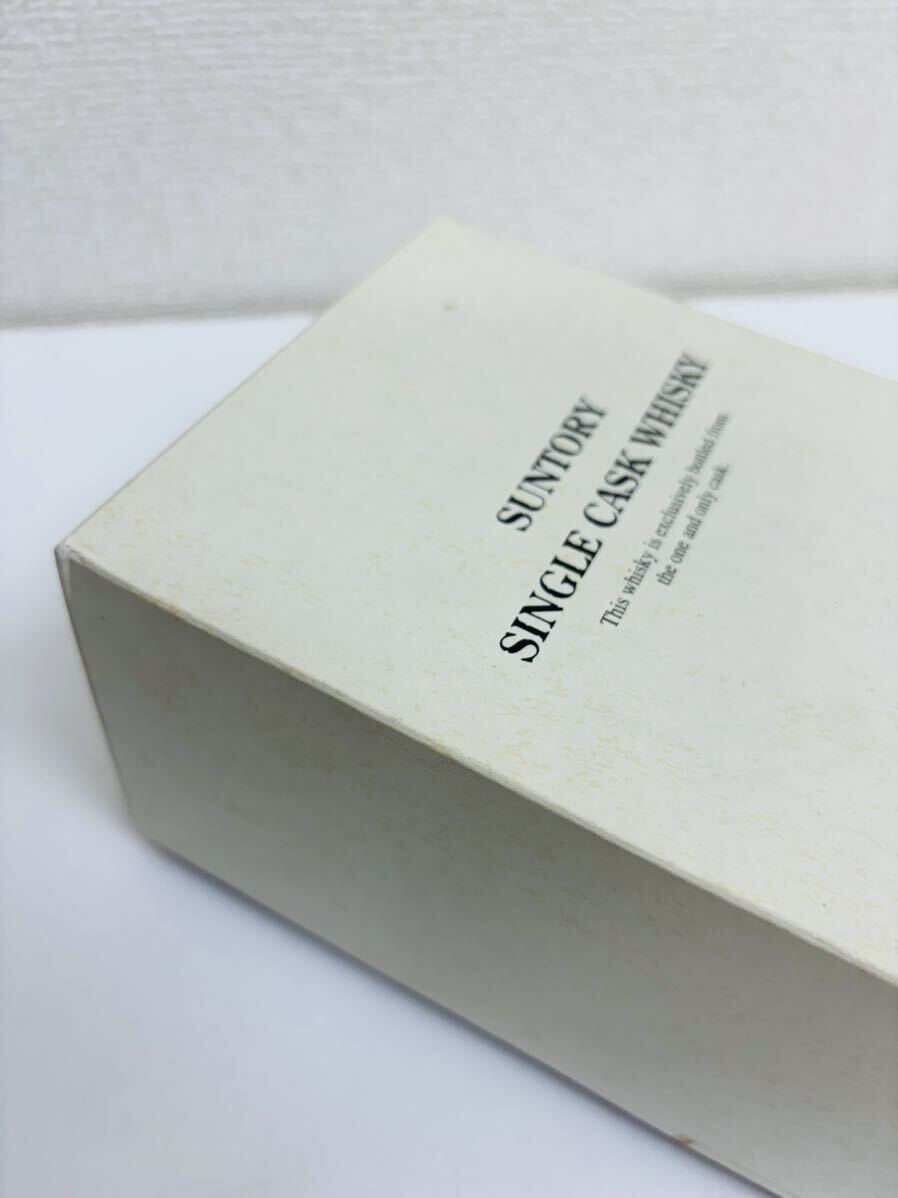 SUNTORY
SINGLE CASK WHISKY
This whisky is exclusively bottled from
the one and only cask.